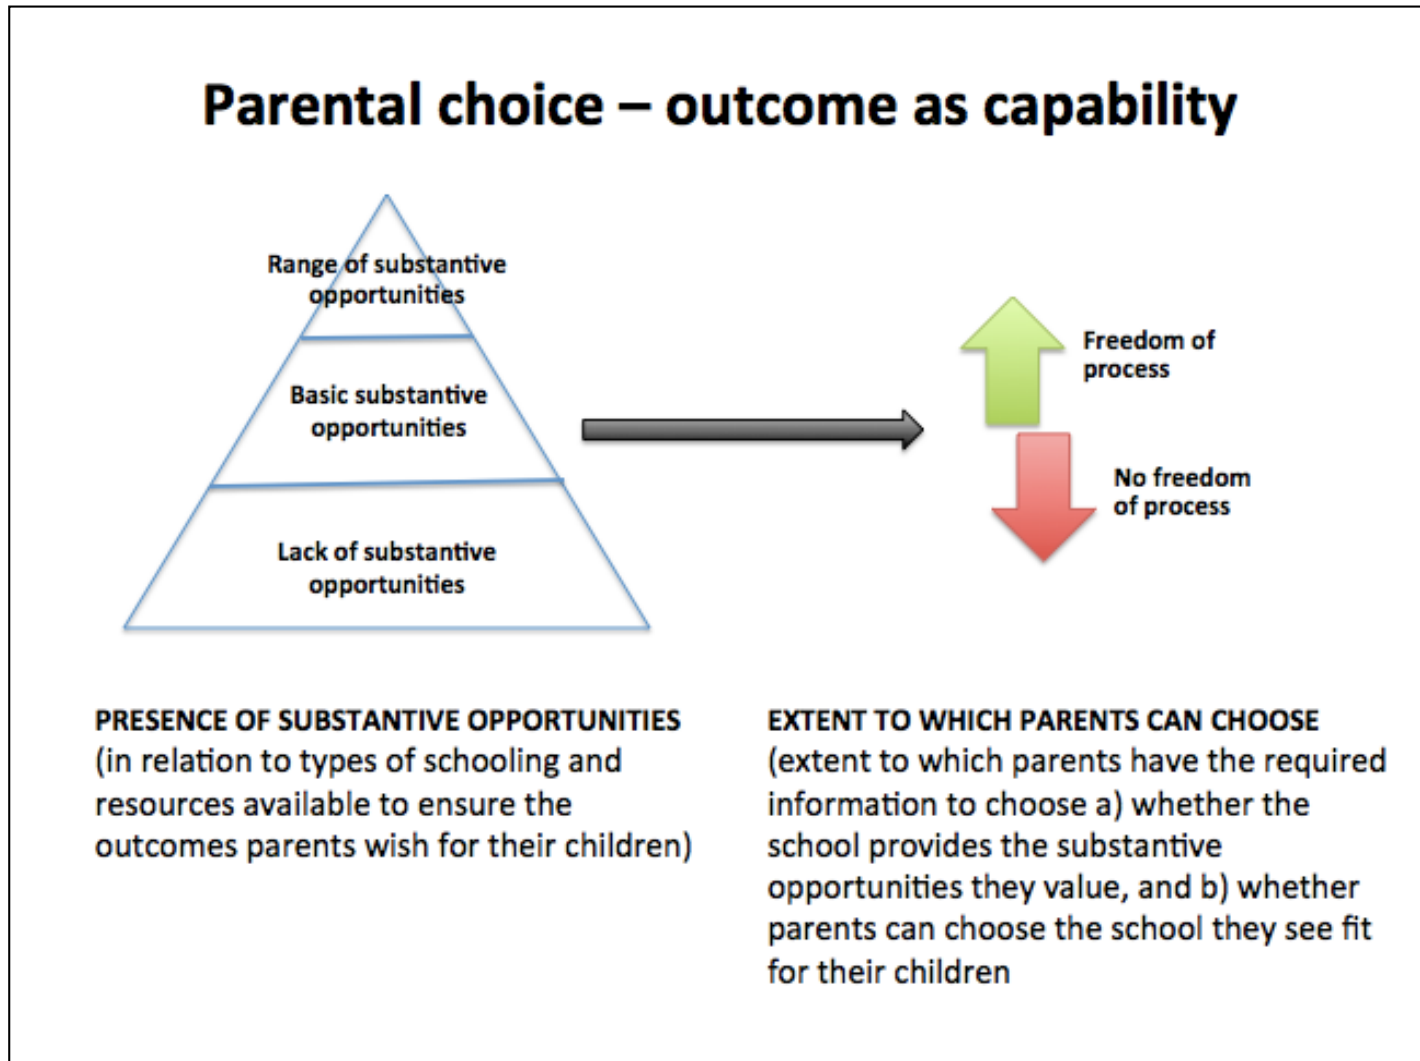 Parental choice – outcome as capability
Range of substantive
opportunities
Basic substantive
opportunities
Lack of substantive
opportunities
Freedom of
process
No freedom
of process
PRESENCE OF SUBSTANTIVE OPPORTUNITIES
(in relation to types of schooling and
resources available to ensure the
outcomes parents wish for their children)
EXTENT TO WHICH PARENTS CAN CHOOSE
(extent to which parents have the required
information to choose a) whether the
school provides the substantive
opportunities they value, and b) whether
parents can choose the school they see fit
for their children